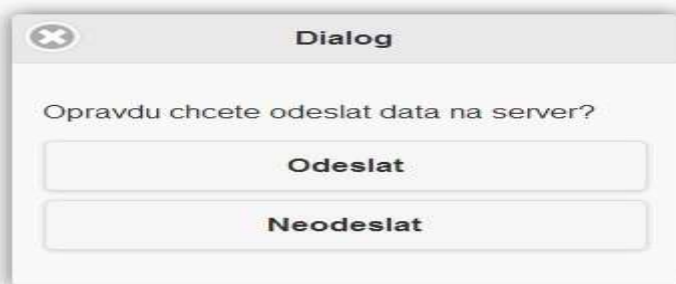 Dialog
Opravdu chcete odeslat data na server?
Odeslat
Neodeslat